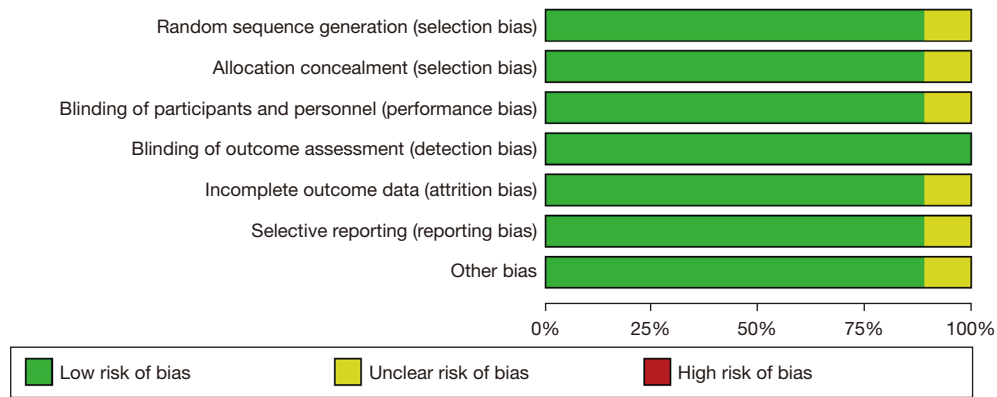 Random sequence generation (selection bias)
Allocation concealment (selection bias)
Blinding of participants and personnel (performance bias)
Blinding of outcome assessment (detection bias)
Incomplete outcome data (attrition bias)
Selective reporting (reporting bias)
Other bias
0% 25% 50% 75% 100%
Low risk of bias Unclear risk of bias High risk of bias